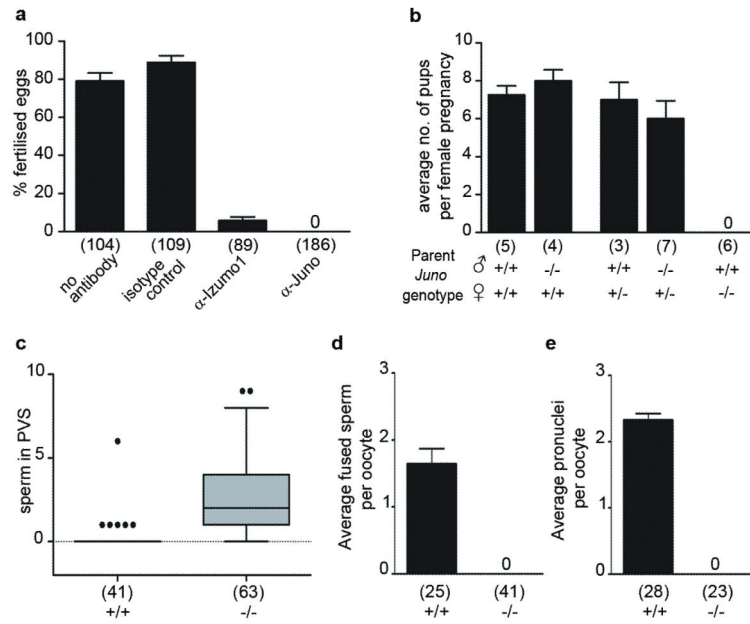 a
% fertilised eggs
100
80
60
40
20
0
0
(104) (109) (89) (186)
no antibody
isotype control
α-Izumo1
α-Juno
b
average no. of pups
per female pregnancy
10
8
6
4
2
0
0
(5) (4) (3) (7) (6)
Parent
Juno
genotype
♂ +/+ -/- +/+ -/- +/+
♀ +/+ +/+ +/- +/- -/-
c
sperm in PVS
10
5
0
(41) (63)
+/+ -/-
d
Average fused sperm
per oocyte
3
2
1
0
0
(25) (41)
+/+ -/-
e
Average pronuclei
per oocyte
3
2
1
0
0
(28) (23)
+/+ -/-